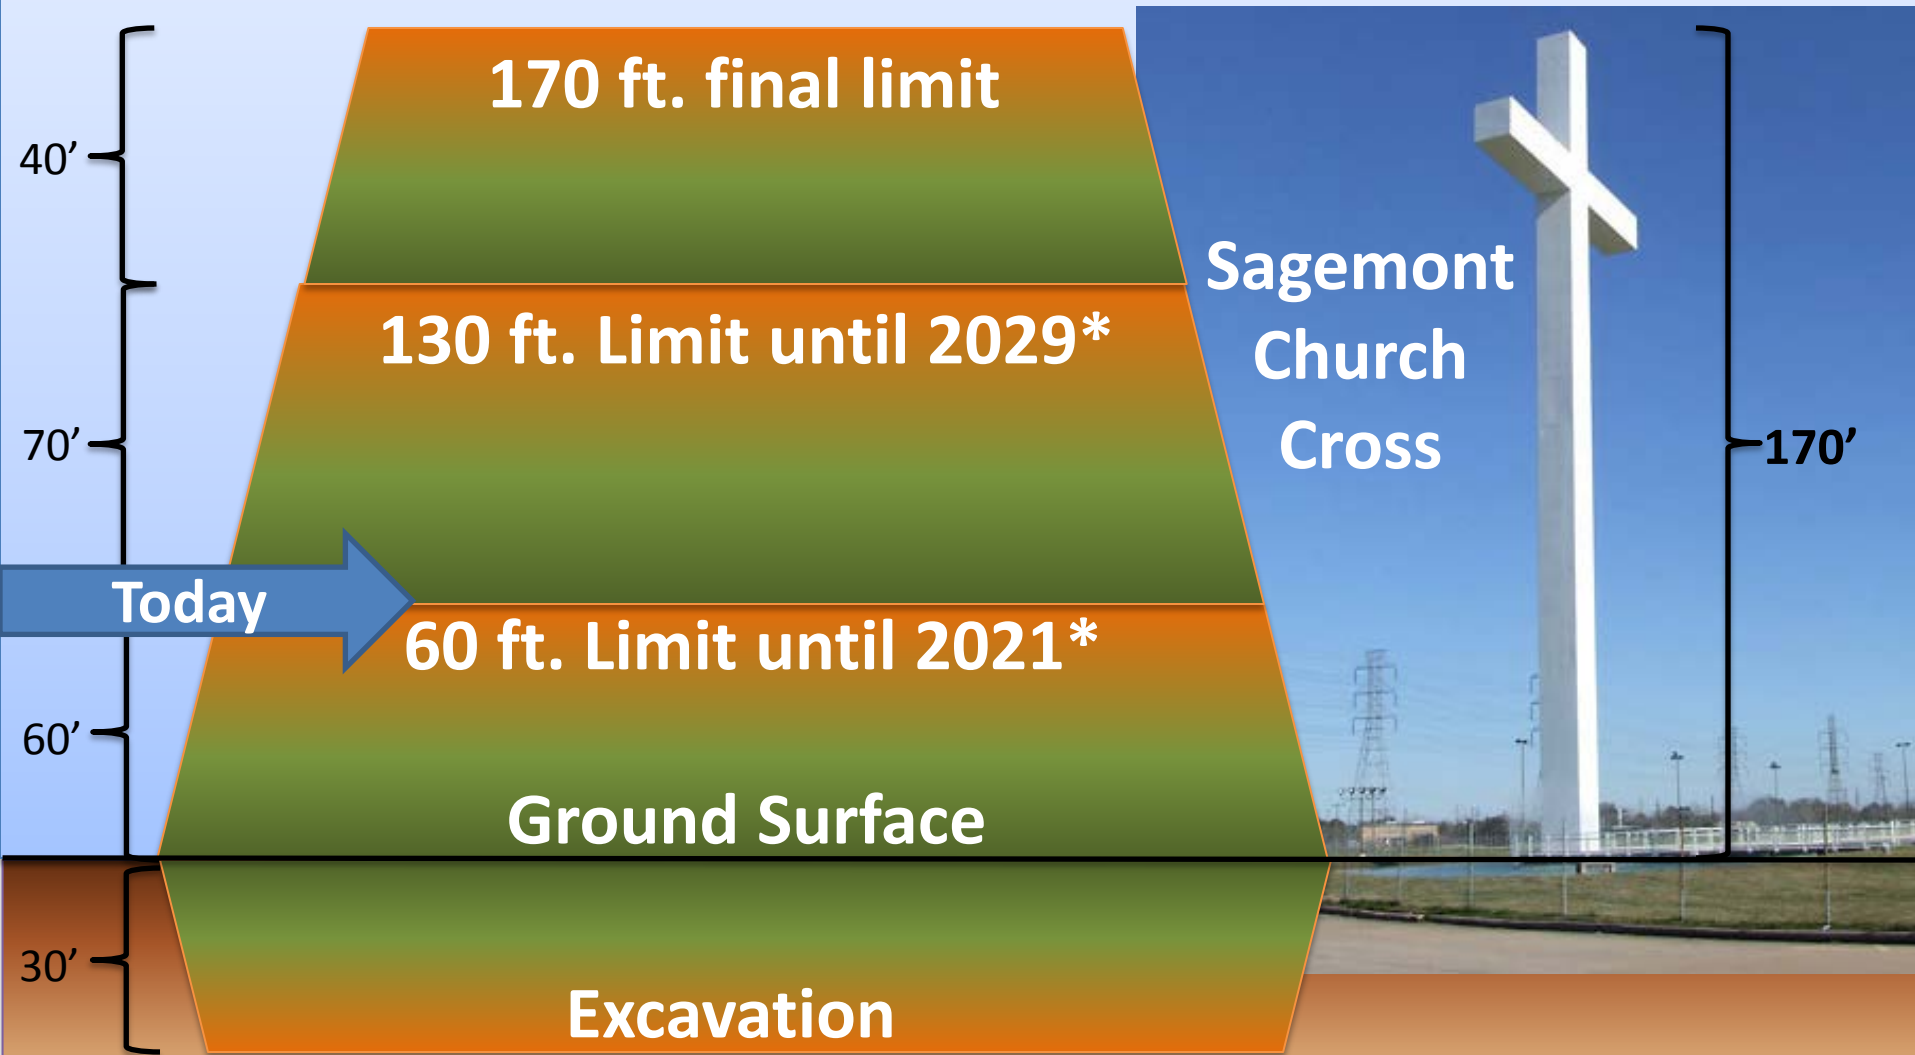 170 ft. final limit
40’
Sagemont
Church
Cross
130 ft. Limit until 2029*
70’
170’
Today
60 ft. Limit until 2021*
60’
Ground Surface
30’
Excavation